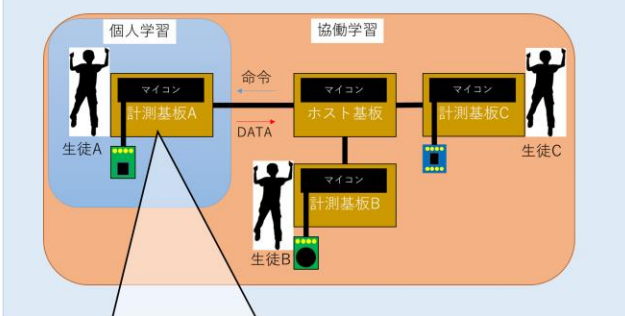 個人学習
協働学習
マイコン
計測基板A
生徒A
命令
DATA
マイコン
ホスト基板
マイコン
計測基板C
生徒C
マイコン
計測基板B
生徒B